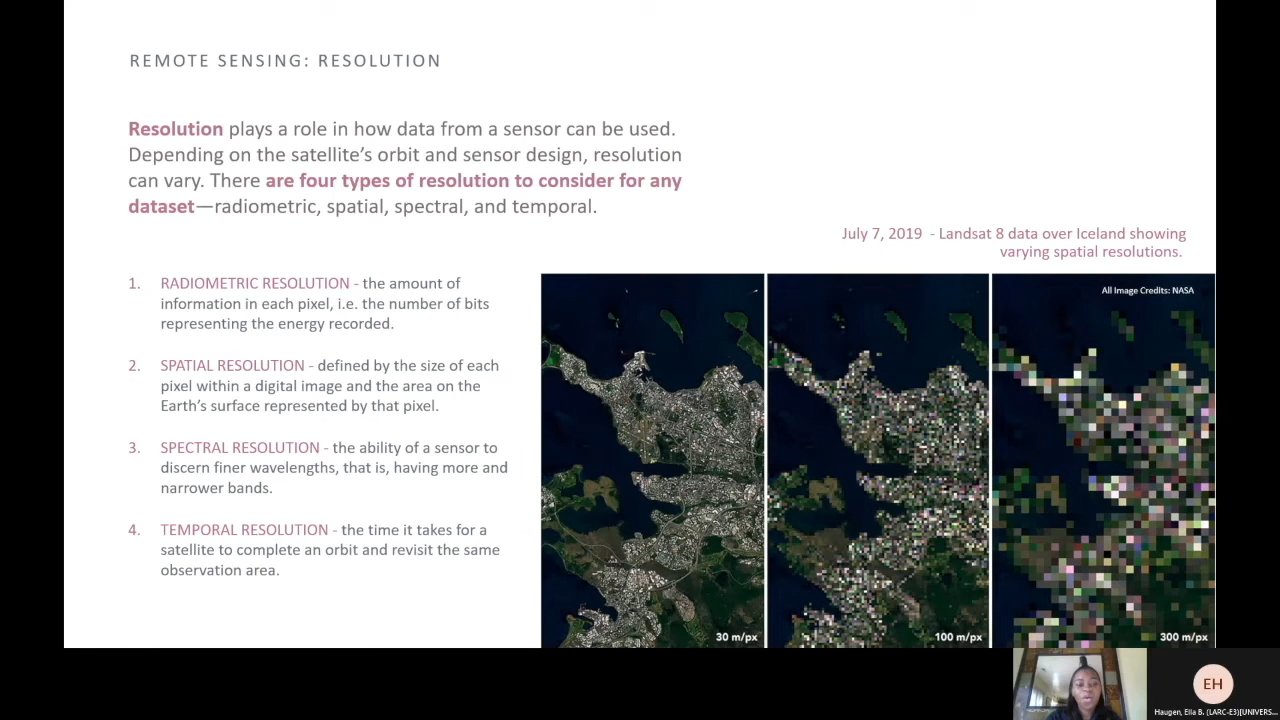 REMOTE SENSING: RESOLUTION
Resolution plays a role in how data from a sensor can be used.
Depending on the satellite's orbit and sensor design, resolution
can vary. There are four types of resolution to consider for any
dataset—radiometric, spatial, spectral, and temporal.
July 7, 2019 - Landsat 8 data over Iceland showing
varying spatial resolutions.
1. RADIOMETRIC RESOLUTION - the amount of
information in each pixel, i.e. the number of bits
representing the energy recorded.
2. SPATIAL RESOLUTION - defined by the size of each
pixel within a digital image and the area on the
Earth's surface represented by that pixel.
3. SPECTRAL RESOLUTION - the ability of a sensor to
discern finer wavelengths, that is, having more and
narrower bands.
4. TEMPORAL RESOLUTION - the time it takes for a
satellite to complete an orbit and revisit the same
observation area.
All Image Credits: NASA
30 m/px
100 m/px
300 m/px
EH
Haugen, Ella B. (LARC-E3)[UNIVERS...